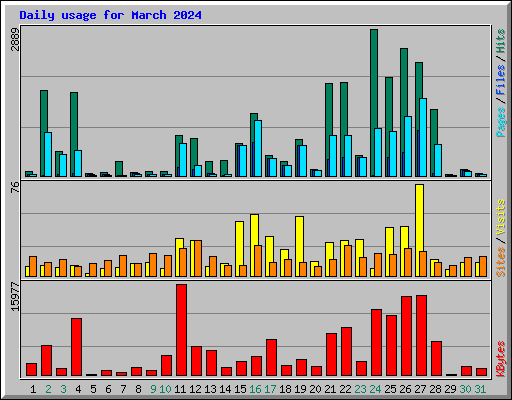 Daily usage for March 2024
2889
Pages / Files / Hits
76
Sites / Visits
15977
KBytes
1 2 3 4 5 6 7 8 9 10 11 12 13 14 15 16 17 18 19 20 21 22 23 24 25 26 27 28 29 30 31